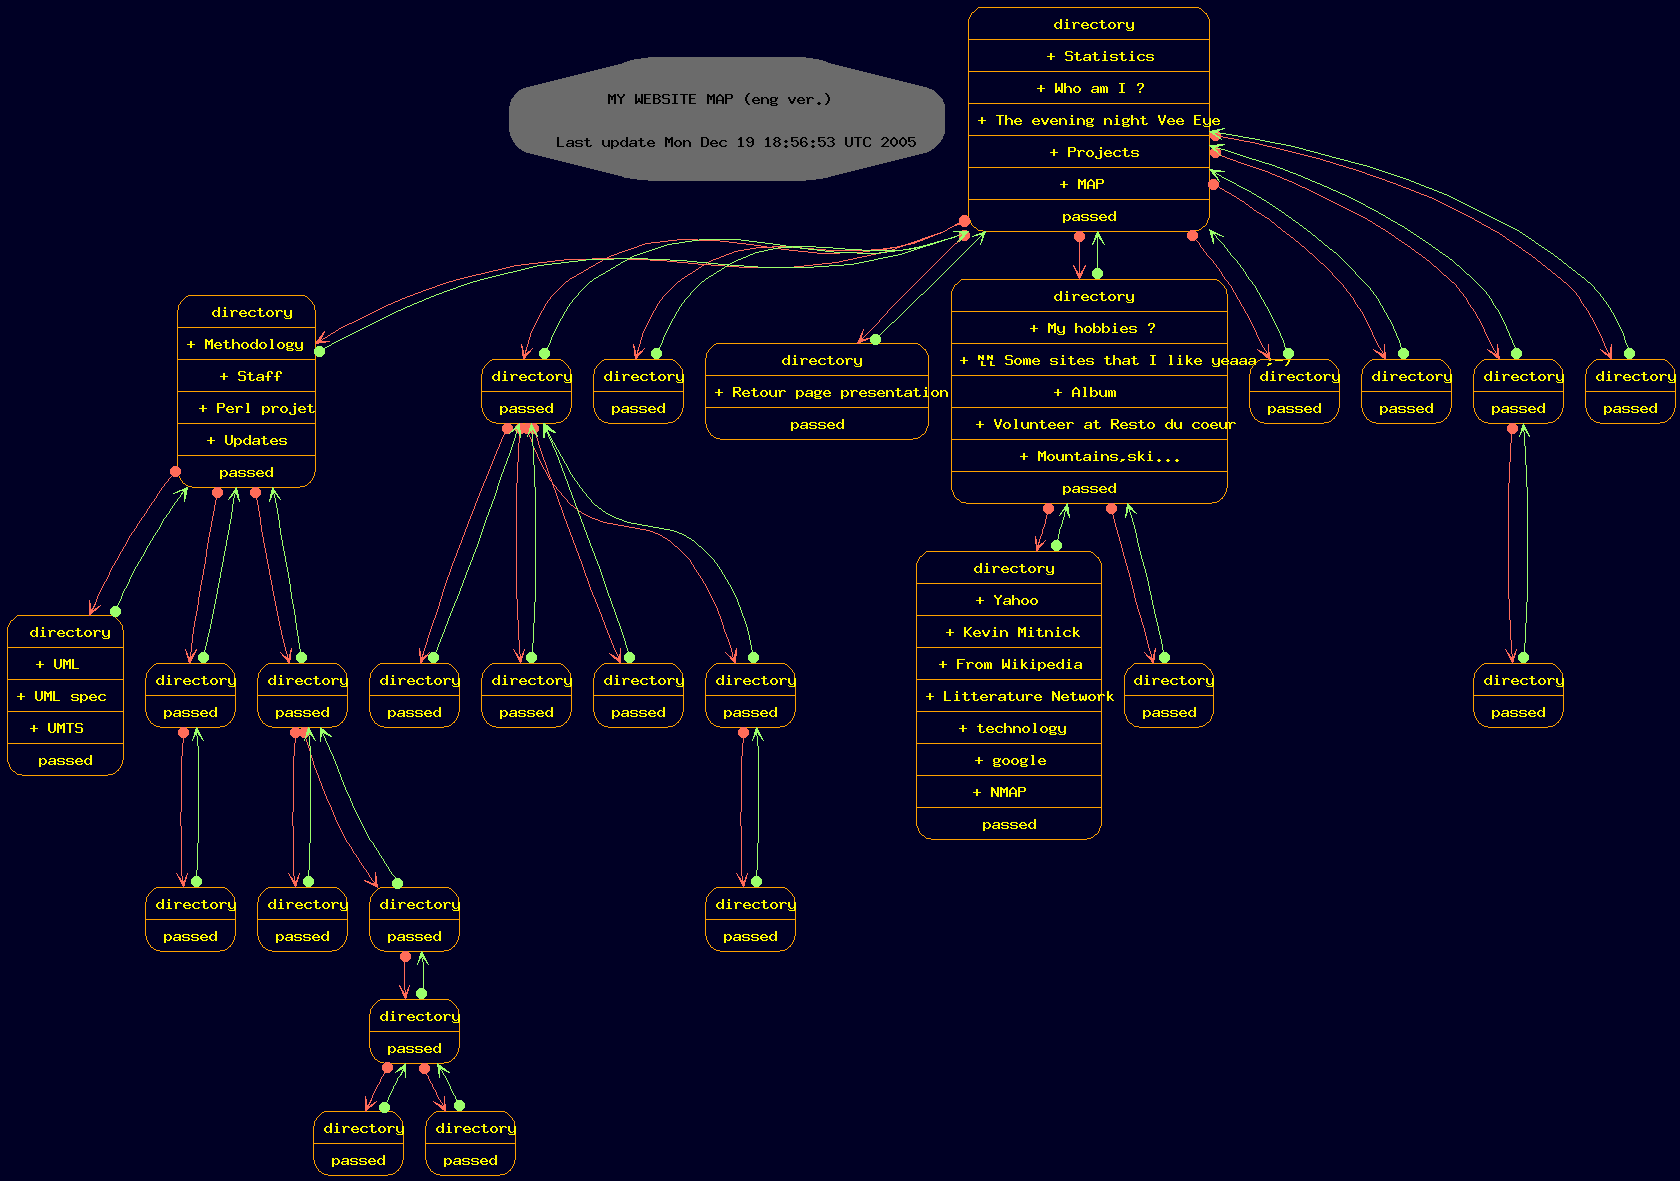 MY WEBSITE MAP (eng ver.)
Last update Mon Dec 19 18:56:53 UTC 2005
directory
+ Statistics
+ Who am I ?
+ The evening night Vee Eye
+ Projects
+ MAP
passed
directory
+ Methodology
+ Staff
+ Perl projet
+ Updates
passed
directory
passed
directory
passed
directory
+ Retour page presentation
passed
directory
+ My hobbies ?
+ Some sites that I like yeaaa ;-)
+ Album
+ Volunteer at Resto du coeur
+ Mountains,ski...
passed
directory
passed
directory
passed
directory
passed
directory
passed
directory
+ UML
+ UML spec
+ UMTS
passed
directory
passed
directory
passed
directory
passed
directory
passed
directory
passed
directory
passed
directory
+ Yahoo
+ Kevin Mitnick
+ From Wikipedia
+ Litterature Network
+ technology
+ google
+ NMAP
passed
directory
passed
directory
passed
directory
passed
directory
passed
directory
passed
directory
passed
directory
passed
directory
passed
directory
passed